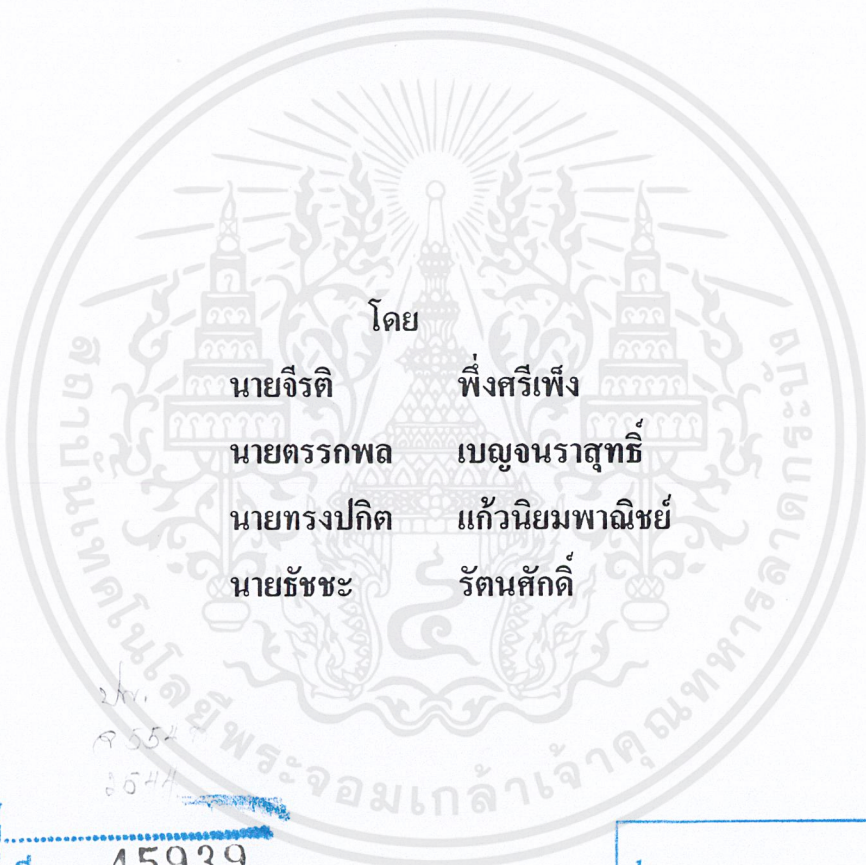 โดย
นายจีรติ พึ่งศรีเพ็ง
นายตรรกพล เบญจนราสุทธิ์
นายทรงปกิต แก้วนิยมพาณิชย์
นายธัชชะ รัตนศักดิ์
สถาบันเทคโนโลยีพระจอมเกล้าเจ้าคุณทหารลาดกระบัง
2544
45939